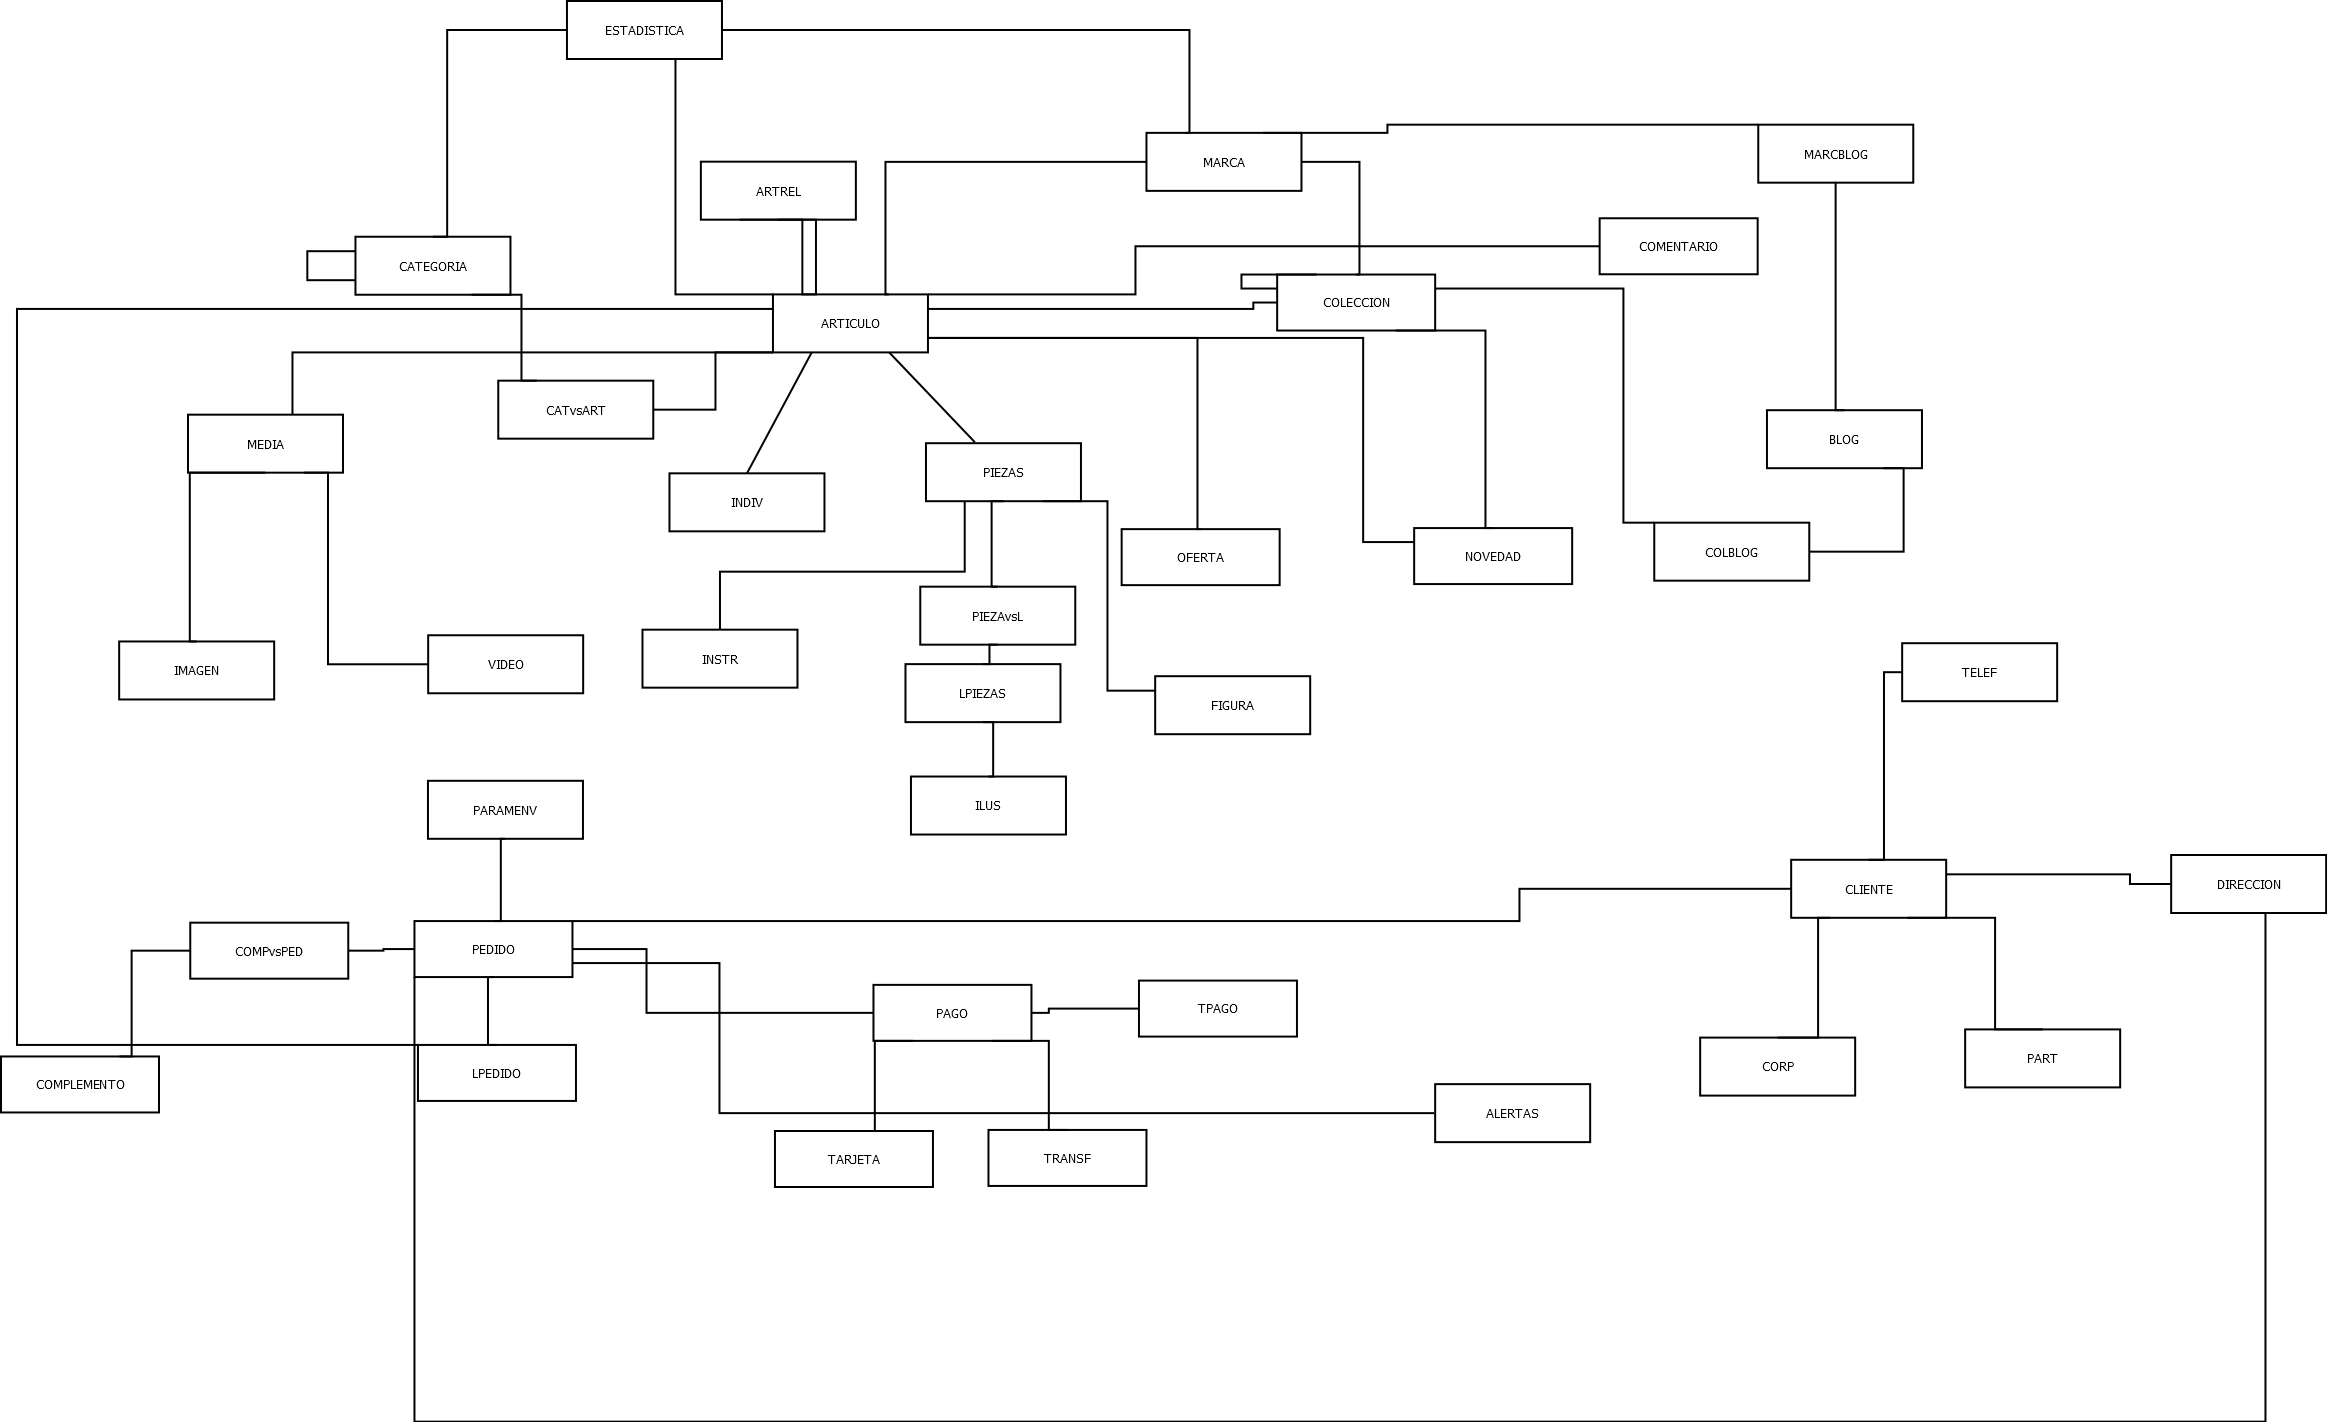 ESTADISTICA
MARCBLOG
MARCA
ARTREL
COMENTARIO
CATEGORIA
COLECCION
ARTICULO
CATvsART
BLOG
MEDIA
PIEZAS
INDIV
COLBLOG
NOVEDAD
OFERTA
PIEZAvsL
INSTR
VIDEO
IMAGEN
TELEF
LPIEZAS
FIGURA
ILUS
PARAMENV
DIRECCION
CLIENTE
PEDIDO
COMPvsPED
TPAGO
PAGO
PART
CORP
LPEDIDO
COMPLEMENTO
ALERTAS
TRANSF
TARJETA